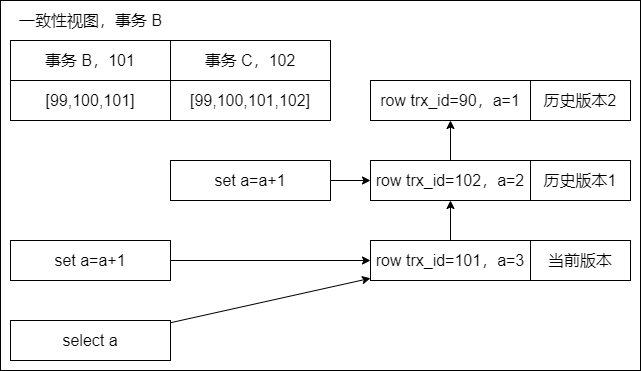 一致性视图，事务 B
事务 B，101
事务 C，102
[99,100,101]
[99,100,101,102]
row trx_id=90，a=1
历史版本2
set a=a+1
row trx_id=102，a=2
历史版本1
set a=a+1
row trx_id=101，a=3
当前版本
select a